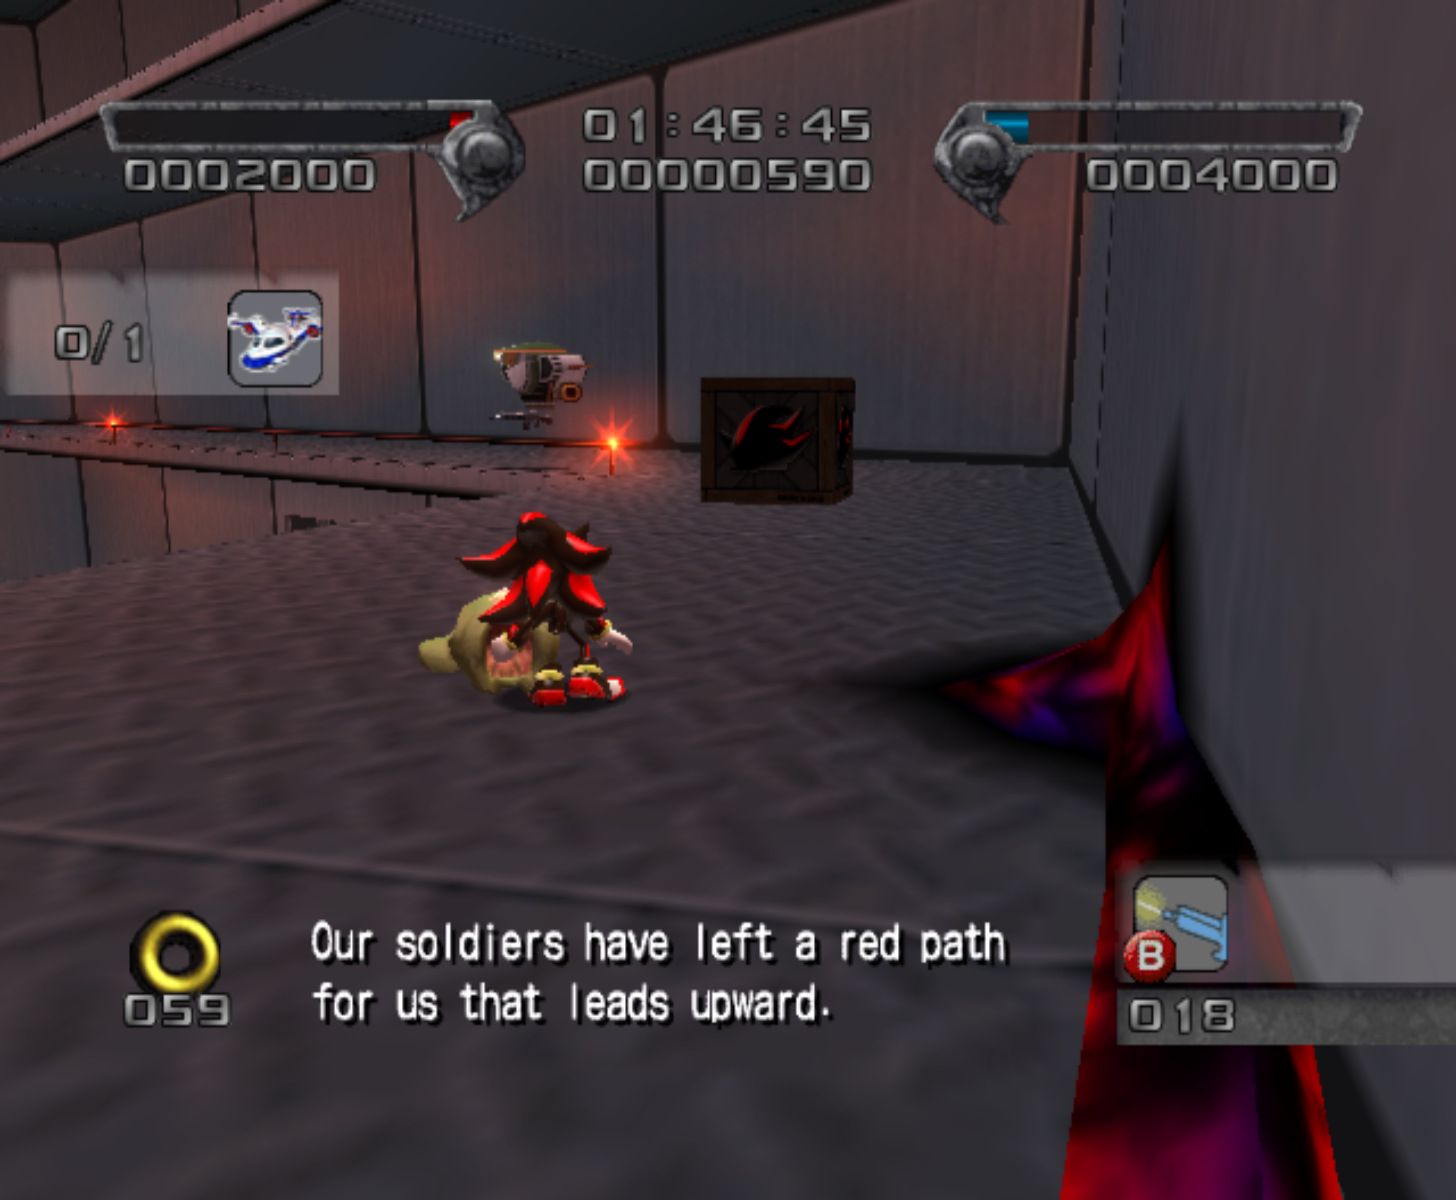 01:46:45
0002000
00000590
0004000
0/1
Our soldiers have left a red path
for us that leads upward.
059
B
018